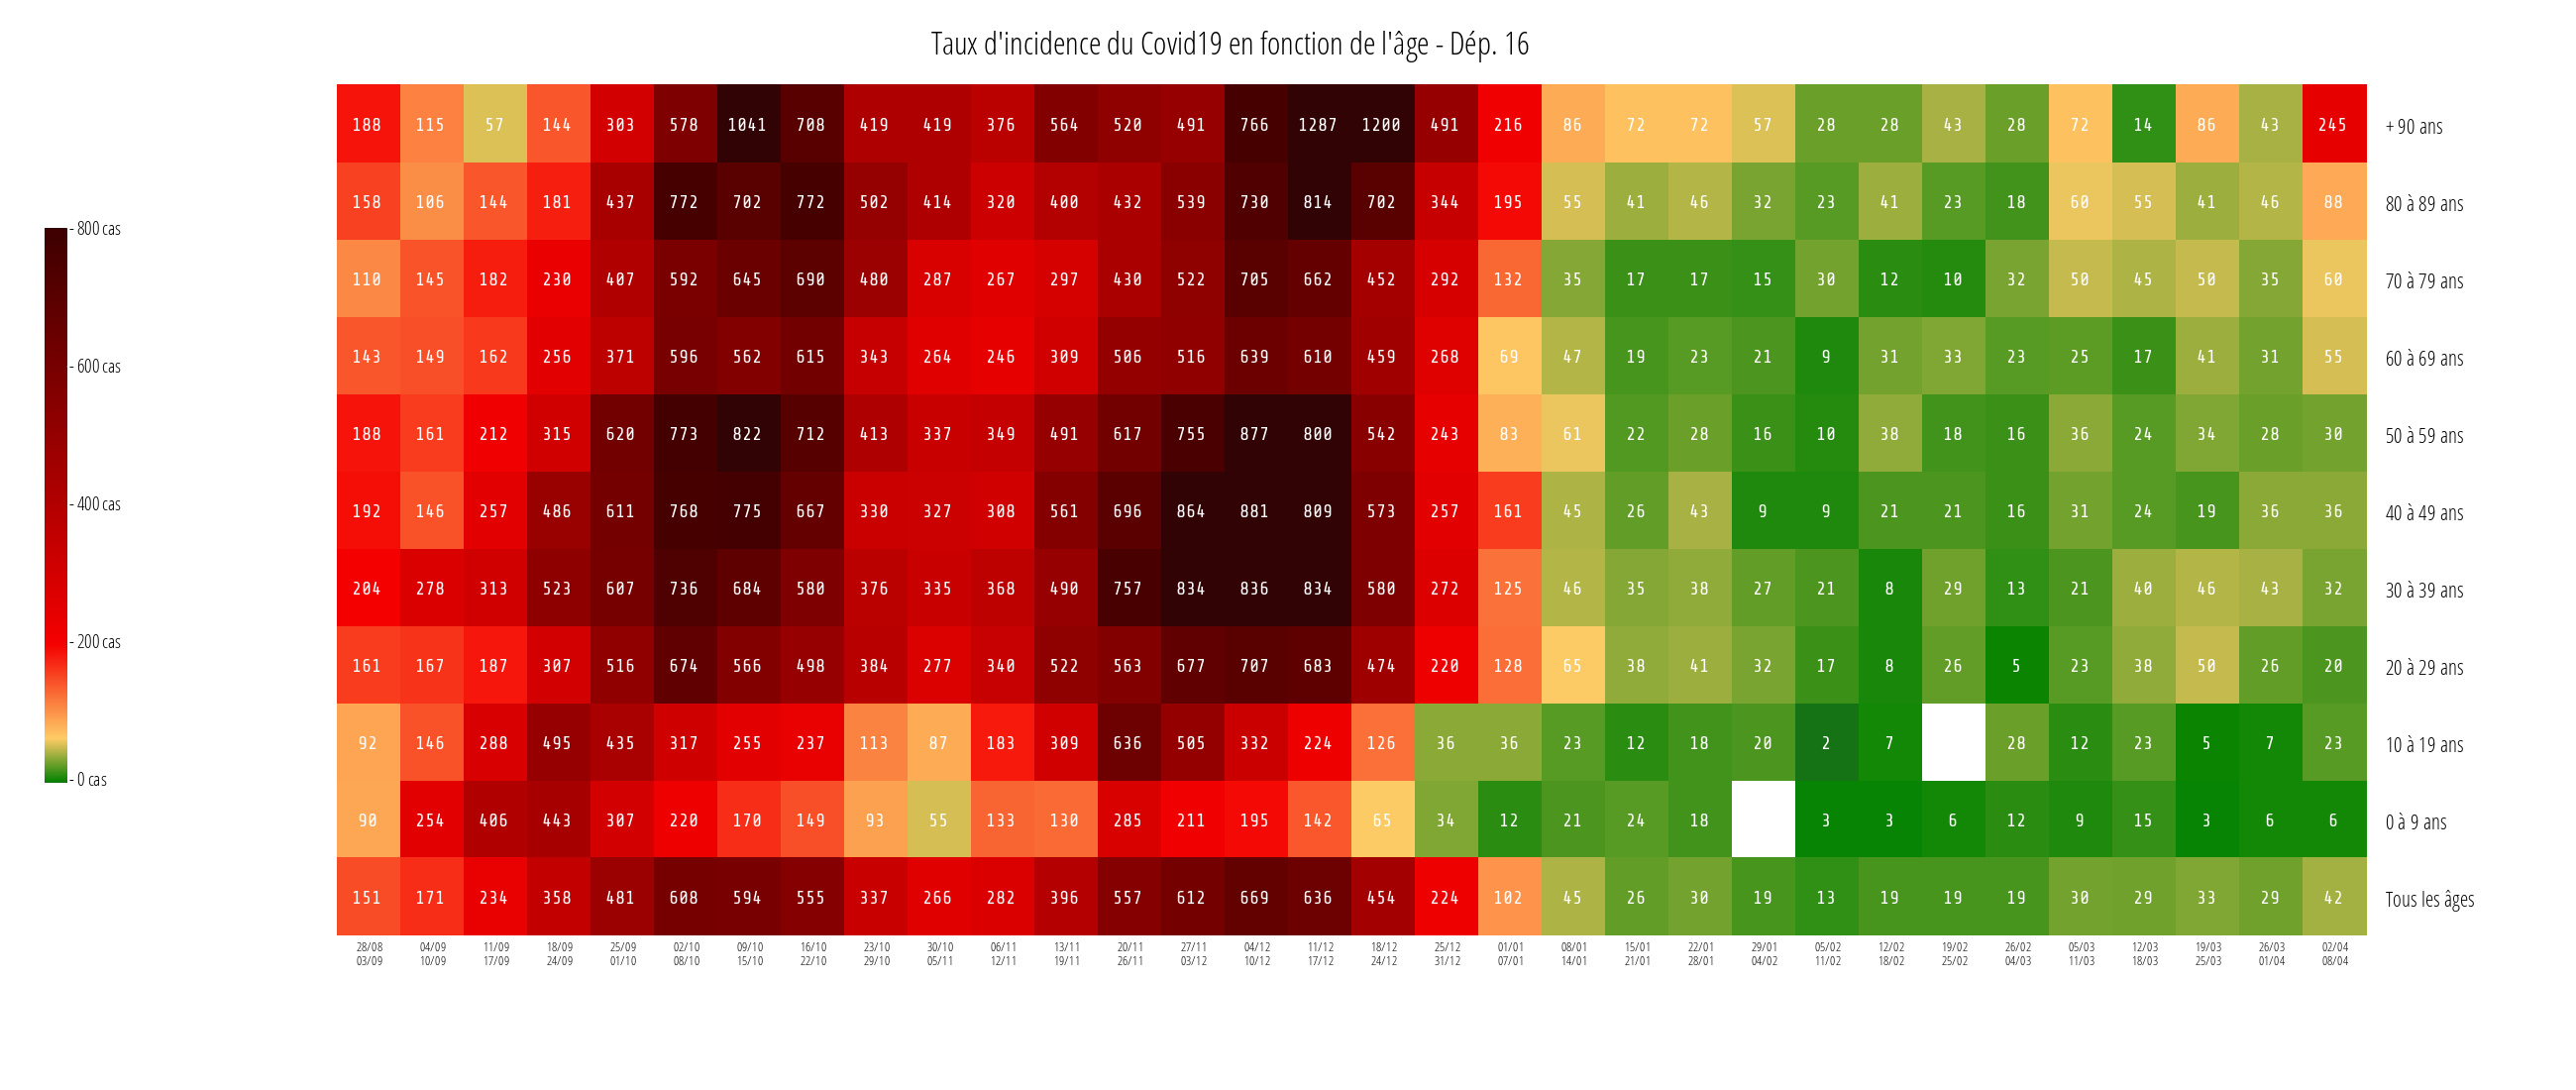 Taux d'incidence du Covid19 en fonction de l'âge - Dép. 16
188 115 57 144 303 578 1041 708 419 419 376 564 520 491 766 1287 1200 491 216 86 72 72 57 28 28 43 28 72 14 86 43 245 + 90 ans
158 106 144 181 437 772 702 772 502 414 320 400 432 539 730 814 702 344 195 55 41 46 32 23 41 23 18 60 55 41 46 88 80 à 89 ans
110 145 182 230 407 592 645 690 480 287 267 297 430 522 705 662 452 292 132 35 17 17 15 30 12 10 32 50 45 50 35 60 70 à 79 ans
143 149 162 256 371 596 562 615 343 264 246 309 506 516 639 610 459 268 69 47 19 23 21 9 31 33 23 25 17 41 31 55 60 à 69 ans
188 161 212 315 620 773 822 712 413 337 349 491 617 755 877 800 542 243 83 61 22 28 16 10 38 18 16 36 24 34 28 30 50 à 59 ans
192 146 257 486 611 768 775 667 330 327 308 561 696 864 881 809 573 257 161 45 26 43 9 9 21 21 16 31 24 19 36 36 40 à 49 ans
204 278 313 523 607 736 684 580 376 335 368 490 757 834 836 834 580 272 125 46 35 38 27 21 8 29 13 21 40 46 43 32 30 à 39 ans
161 167 187 307 516 674 566 498 384 277 340 522 563 677 707 683 474 220 128 65 38 41 32 17 8 26 5 23 38 50 26 20 20 à 29 ans
92 146 288 495 435 317 255 237 113 87 183 309 636 505 332 224 126 36 36 23 12 18 20 2 7 28 12 23 5 7 23 10 à 19 ans
90 254 406 443 307 220 170 149 93 55 133 130 285 211 195 142 65 34 12 21 24 18 3 3 6 12 9 15 3 6 6 0 à 9 ans
151 171 234 358 481 608 594 555 337 266 282 396 557 612 669 636 454 224 102 45 26 30 19 13 19 19 19 30 29 33 29 42 Tous les âges
28/08 04/09 11/09 18/09 25/09 02/10 09/10 16/10 23/10 30/10 06/11 13/11 20/11 27/11 04/12 11/12 18/12 25/12 01/01 08/01 15/01 22/01 29/01 05/02 12/02 19/02 26/02 05/03 12/03 19/03 26/03 02/04
03/09 10/09 17/09 24/09 01/10 08/10 15/10 22/10 29/10 05/11 12/11 19/11 26/11 03/12 10/12 17/12 24/12 31/12 07/01 14/01 21/01 28/01 04/02 11/02 18/02 25/02 04/03 11/03 18/03 25/03 01/04 08/04
- 800 cas
- 600 cas
- 400 cas
- 200 cas
- 0 cas